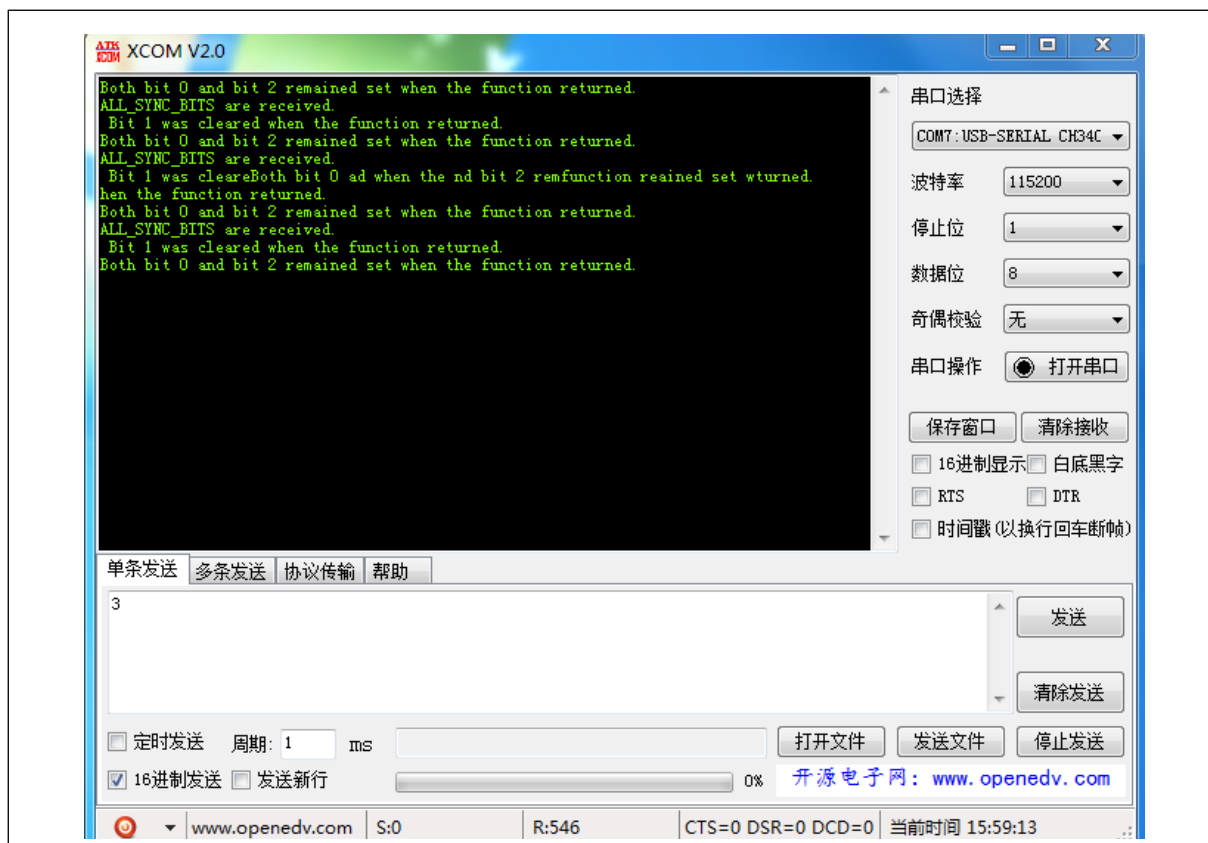 ATK XCOM XCOM V2.0
Both bit 0 and bit 2 remained set when the function returned.
ALL_SYNC_BITS are received.
Bit 1 was cleared when the function returned.
Both bit 0 and bit 2 remained set when the function returned.
ALL_SYNC_BITS are received.
Bit 1 was cleareBoth bit 0 ad when the nd bit 2 remfunction reained set wturned.
hen the function returned.
Both bit 0 and bit 2 remained set when the function returned.
ALL_SYNC_BITS are received.
Bit 1 was cleared when the function returned.
Both bit 0 and bit 2 remained set when the function returned.
串口选择
COM7:USB-SERIAL CH340
波特率 115200
停止位 1
数据位 8
奇偶校验 无
串口操作 打开串口
保存窗口 清除接收
16进制显示 白底黑字
RTS DTR
时间戳(以换行回车断帧)
单条发送 多条发送 协议传输 帮助
3
发送
清除发送
定时发送 周期: 1 ms 打开文件 发送文件 停止发送
16进制发送 发送新行 0% 开源电子网: www.openedv.com
www.openedv.com S:0 R:546 CTS=0 DSR=0 DCD=0 当前时间 15:59:13